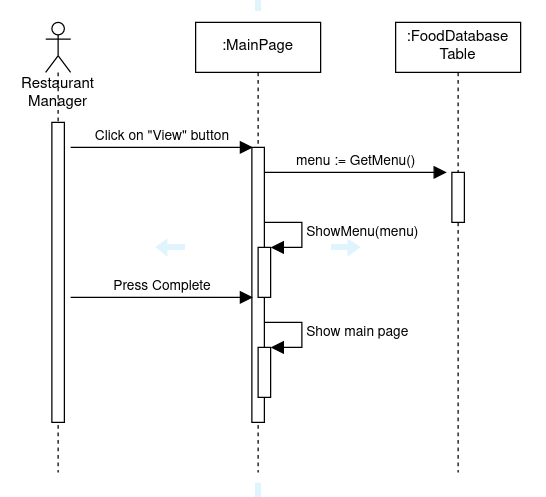 :MainPage
:FoodDatabase
Table
Restaurant
Manager
Click on "View" button
menu := GetMenu()
ShowMenu(menu)
Press Complete
Show main page